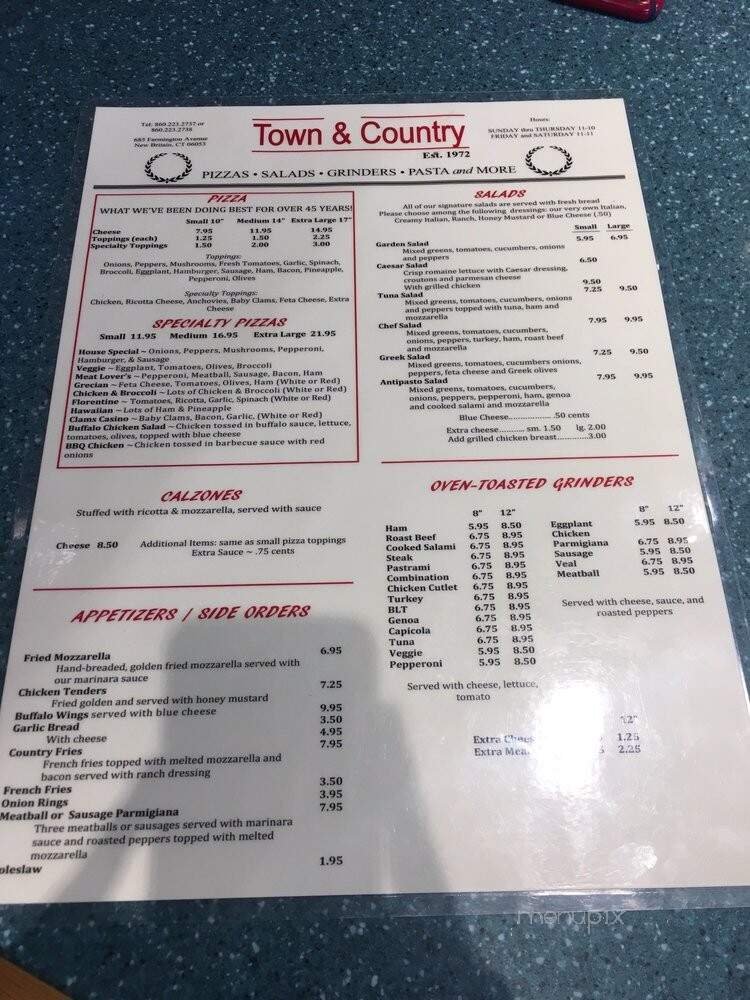 Tel: 860.223.2737 or
860.223.2738
685 Farmington Avenue
New Britain, CT 06053
Town & Country
Est. 1972
Hours:
SUNDAY thru THURSDAY 11-10
FRIDAY and SATURDAY 11-11
PIZZAS • SALADS • GRINDERS • PASTA and MORE
PIZZA
WHAT WE'VE BEEN DOING BEST FOR OVER 45 YEARS!
Small 10" Medium 14" Extra Large 17"
Cheese 7.95 11.95 14.95
Toppings (each) 1.25 1.50 2.25
Specialty Toppings 1.50 2.00 3.00
Toppings:
Onions, Peppers, Mushrooms, Fresh Tomatoes, Garlic, Spinach,
Broccoli, Eggplant, Hamburger, Sausage, Ham, Bacon, Pineapple,
Pepperoni, Olives
Specialty Toppings:
Chicken, Ricotta Cheese, Anchovies, Baby Clams, Feta Cheese, Extra
Cheese
SPECIALTY PIZZAS
Small 11.95 Medium 16.95 Extra Large 21.95
House Special ~ Onions, Peppers, Mushrooms, Pepperoni,
Hamburger, & Sausage
Veggie ~ Eggplant, Tomatoes, Olives, Broccoli
Meat Lover's ~ Pepperoni, Meatball, Sausage, Bacon, Ham
Grecian ~ Feta Cheese, Tomatoes, Olives, Ham (White or Red)
Chicken & Broccoli ~ Lots of Chicken & Broccoli (White or Red)
Florentine ~ Tomatoes, Ricotta, Garlic, Spinach (White or Red)
Hawaiian ~ Lots of Ham & Pineapple
Clams Casino ~ Baby Clams, Bacon, Garlic, (White or Red)
Buffalo Chicken Salad ~ Chicken tossed in buffalo sauce, lettuce,
tomatoes, olives, topped with blue cheese
BBQ Chicken ~ Chicken tossed in barbecue sauce with red
onions
CALZONES
Stuffed with ricotta & mozzarella, served with sauce
Cheese 8.50 Additional Items: same as small pizza toppings
Extra Sauce ~ .75 cents
APPETIZERS / SIDE ORDERS
Fried Mozzarella 6.95
Hand-breaded, golden fried mozzarella served with
our marinara sauce
Chicken Tenders 7.25
Fried golden and served with honey mustard
Buffalo Wings served with blue cheese 9.95
Garlic Bread 3.50
With cheese 4.95
Country Fries 7.95
French fries topped with melted mozzarella and
bacon served with ranch dressing
French Fries 3.50
Onion Rings 3.95
Meatball or Sausage Parmigiana 7.95
Three meatballs or sausages served with marinara
sauce and roasted peppers topped with melted
mozzarella
oleslaw 1.95
SALADS
All of our signature salads are served with fresh bread
Please choose among the following dressings: our very own Italian,
Creamy Italian, Ranch, Honey Mustard or Blue Cheese (.50)
Small Large
Garden Salad 5.95 6.95
Mixed greens, tomatoes, cucumbers, onions
and peppers
Caesar Salad 6.50
Crisp romaine lettuce with Caesar dressing,
croutons and parmesan cheese
With grilled chicken 9.50
Tuna Salad 7.25 9.50
Mixed greens, tomatoes, cucumbers, onions
and peppers topped with tuna, ham and
mozzarella
Chef Salad 7.95 9.95
Mixed greens, tomatoes, cucumbers,
onions, peppers, turkey, ham, roast beef
and mozzarella
Greek Salad 7.25 9.50
Mixed greens, tomatoes, cucumbers onions,
peppers, feta cheese and Greek olives
Antipasto Salad 7.95 9.95
Mixed greens, tomatoes, cucumbers,
onions, peppers, pepperoni, ham, genoa
and cooked salami and mozzarella
Blue Cheese................ .50 cents
Extra cheese.......... sm. 1.50 lg. 2.00
Add grilled chicken breast............3.00
OVEN-TOASTED GRINDERS
8" 12"
Ham 5.95 8.50
Roast Beef 6.75 8.95
Cooked Salami 6.75 8.95
Steak 6.75 8.95
Pastrami 6.75 8.95
Combination 6.75 8.95
Chicken Cutlet 6.75 8.95
Turkey 6.75 8.95
BLT 6.75 8.95
Genoa 6.75 8.95
Capicola 6.75 8.95
Tuna 6.75 8.95
Veggie 5.95 8.50
Pepperoni 5.95 8.50
Served with cheese, lettuce,
tomato
8" 12"
Eggplant 5.95 8.50
Chicken
Parmigiana 6.75 8.95
Sausage 5.95 8.50
Veal 6.75 8.95
Meatball 5.95 8.50
Served with cheese, sauce, and
roasted peppers
12"
Extra 1.25
Extra 2.25
menupix